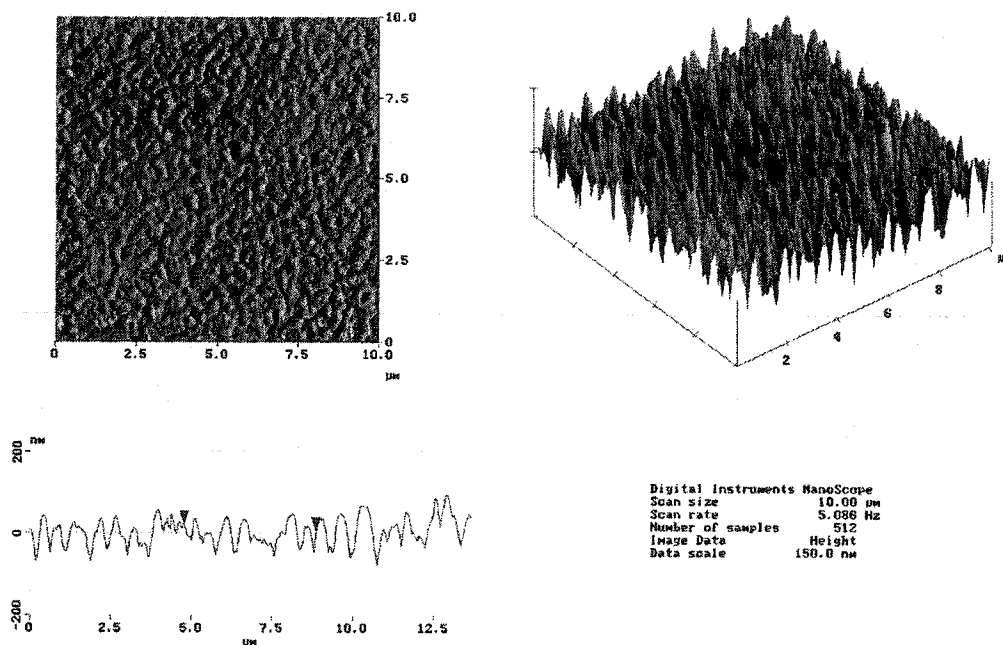 10.0
7.5
5.0
2.5
0
0 2.5 5.0 7.5 10.0
µm
2 4 6 8
200 nm
0
-200
0 2.5 5.0 7.5 10.0 12.5
µm
Digital Instruments NanoScope
Scan size 10.00 µm
Scan rate 5.086 Hz
Number of samples 512
Image Data Height
Data scale 150.0 nm